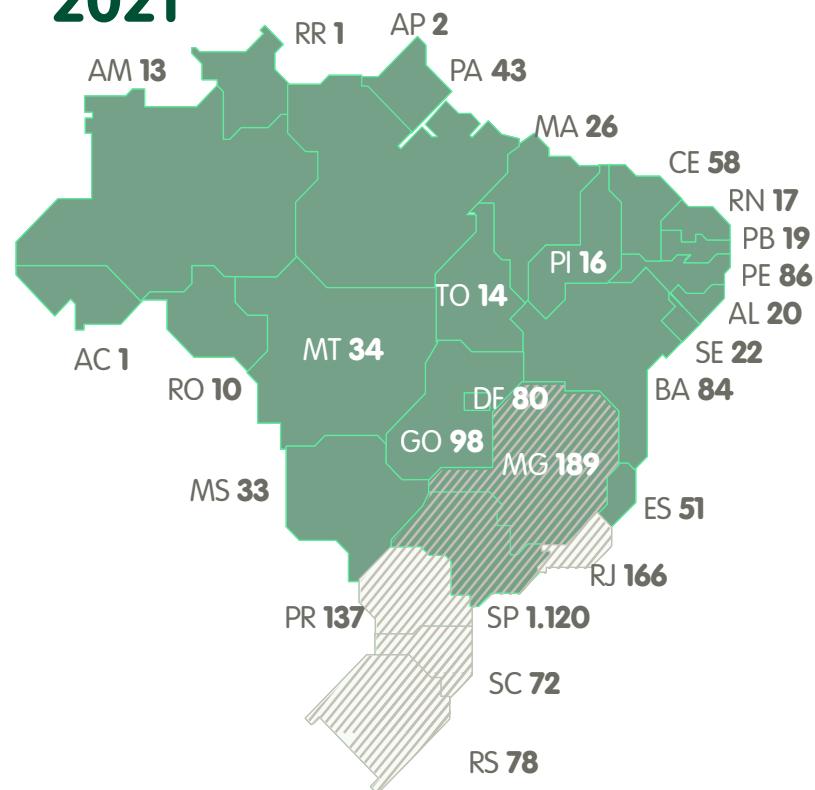 2021
RR 1
AP 2
AM 13
PA 43
MA 26
CE 58
RN 17
PB 19
PI 16
PE 86
TO 14
AL 20
MT 34
SE 22
AC 1
RO 10
BA 84
DF 80
GO 98
MG 189
MS 33
ES 51
RJ 166
PR 137
SP 1.120
SC 72
RS 78